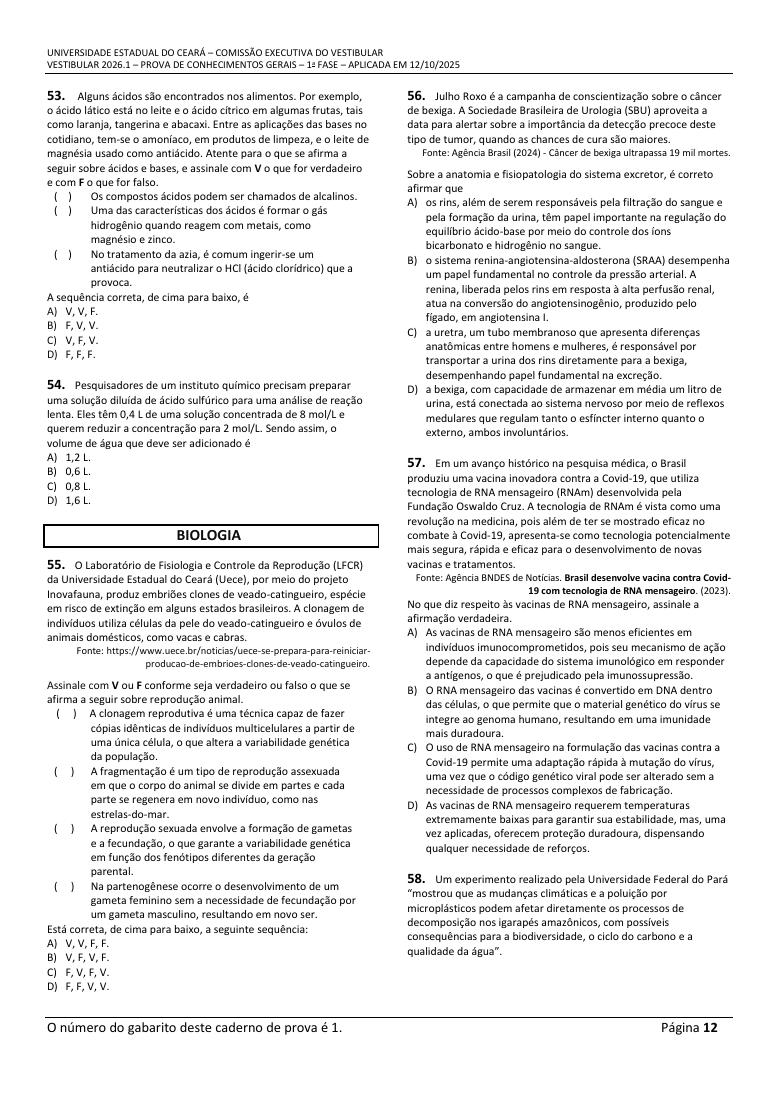 UNIVERSIDADE ESTADUAL DO CEARÁ – COMISSÃO EXECUTIVA DO VESTIBULAR
VESTIBULAR 2026.1 – PROVA DE CONHECIMENTOS GERAIS – 1ª FASE – APLICADA EM 12/10/2025
53. Alguns ácidos são encontrados nos alimentos. Por exemplo,
o ácido lático está no leite e o ácido cítrico em algumas frutas, tais
como laranja, tangerina e abacaxi. Entre as aplicações das bases no
cotidiano, tem-se o amoníaco, em produtos de limpeza, e o leite de
magnésia usado como antiácido. Atente para o que se afirma a
seguir sobre ácidos e bases, e assinale com V o que for verdadeiro
e com F o que for falso.
( ) Os compostos ácidos podem ser chamados de alcalinos.
( ) Uma das características dos ácidos é formar o gás
hidrogênio quando reagem com metais, como
magnésio e zinco.
( ) No tratamento da azia, é comum ingerir-se um
antiácido para neutralizar o HCl (ácido clorídrico) que a
provoca.
A sequência correta, de cima para baixo, é
A) V, V, F.
B) F, V, V.
C) V, F, V.
D) F, F, F.
54. Pesquisadores de um instituto químico precisam preparar
uma solução diluída de ácido sulfúrico para uma análise de reação
lenta. Eles têm 0,4 L de uma solução concentrada de 8 mol/L e
querem reduzir a concentração para 2 mol/L. Sendo assim, o
volume de água que deve ser adicionado é
A) 1,2 L.
B) 0,6 L.
C) 0,8 L.
D) 1,6 L.
BIOLOGIA
55. O Laboratório de Fisiologia e Controle da Reprodução (LFCR)
da Universidade Estadual do Ceará (Uece), por meio do projeto
Inovafauna, produz embriões clones de veado-catingueiro, espécie
em risco de extinção em alguns estados brasileiros. A clonagem de
indivíduos utiliza células da pele do veado-catingueiro e óvulos de
animais domésticos, como vacas e cabras.
Fonte: https://www.uece.br/noticias/uece-se-prepara-para-reiniciar-
producao-de-embrioes-clones-de-veado-catingueiro.
Assinale com V ou F conforme seja verdadeiro ou falso o que se
afirma a seguir sobre reprodução animal.
( ) A clonagem reprodutiva é uma técnica capaz de fazer
cópias idênticas de indivíduos multicelulares a partir de
uma única célula, o que altera a variabilidade genética
da população.
( ) A fragmentação é um tipo de reprodução assexuada
em que o corpo do animal se divide em partes e cada
parte se regenera em novo indivíduo, como nas
estrelas-do-mar.
( ) A reprodução sexuada envolve a formação de gametas
e a fecundação, o que garante a variabilidade genética
em função dos fenótipos diferentes da geração
parental.
( ) Na partenogênese ocorre o desenvolvimento de um
gameta feminino sem a necessidade de fecundação por
um gameta masculino, resultando em novo ser.
Está correta, de cima para baixo, a seguinte sequência:
A) V, V, F, F.
B) V, F, V, F.
C) F, V, F, V.
D) F, F, V, V.
56. Julho Roxo é a campanha de conscientização sobre o câncer
de bexiga. A Sociedade Brasileira de Urologia (SBU) aproveita a
data para alertar sobre a importância da detecção precoce deste
tipo de tumor, quando as chances de cura são maiores.
Fonte: Agência Brasil (2024) - Câncer de bexiga ultrapassa 19 mil mortes.
Sobre a anatomia e fisiopatologia do sistema excretor, é correto
afirmar que
A) os rins, além de serem responsáveis pela filtração do sangue e
pela formação da urina, têm papel importante na regulação do
equilíbrio ácido-base por meio do controle dos íons
bicarbonato e hidrogênio no sangue.
B) o sistema renina-angiotensina-aldosterona (SRAA) desempenha
um papel fundamental no controle da pressão arterial. A
renina, liberada pelos rins em resposta à alta perfusão renal,
atua na conversão do angiotensinogênio, produzido pelo
fígado, em angiotensina I.
C) a uretra, um tubo membranoso que apresenta diferenças
anatômicas entre homens e mulheres, é responsável por
transportar a urina dos rins diretamente para a bexiga,
desempenhando papel fundamental na excreção.
D) a bexiga, com capacidade de armazenar em média um litro de
urina, está conectada ao sistema nervoso por meio de reflexos
medulares que regulam tanto o esfíncter interno quanto o
externo, ambos involuntários.
57. Em um avanço histórico na pesquisa médica, o Brasil
produziu uma vacina inovadora contra a Covid-19, que utiliza
tecnologia de RNA mensageiro (RNAm) desenvolvida pela
Fundação Oswaldo Cruz. A tecnologia de RNAm é vista como uma
revolução na medicina, pois além de ter se mostrado eficaz no
combate à Covid-19, apresenta-se como tecnologia potencialmente
mais segura, rápida e eficaz para o desenvolvimento de novas
vacinas e tratamentos.
Fonte: Agência BNDES de Notícias. Brasil desenvolve vacina contra Covid-
19 com tecnologia de RNA mensageiro. (2023).
No que diz respeito às vacinas de RNA mensageiro, assinale a
afirmação verdadeira.
A) As vacinas de RNA mensageiro são menos eficientes em
indivíduos imunocomprometidos, pois seu mecanismo de ação
depende da capacidade do sistema imunológico em responder
a antígenos, o que é prejudicado pela imunossupressão.
B) O RNA mensageiro das vacinas é convertido em DNA dentro
das células, o que permite que o material genético do vírus se
integre ao genoma humano, resultando em uma imunidade
mais duradoura.
C) O uso de RNA mensageiro na formulação das vacinas contra a
Covid-19 permite uma adaptação rápida à mutação do vírus,
uma vez que o código genético viral pode ser alterado sem a
necessidade de processos complexos de fabricação.
D) As vacinas de RNA mensageiro requerem temperaturas
extremamente baixas para garantir sua estabilidade, mas, uma
vez aplicadas, oferecem proteção duradoura, dispensando
qualquer necessidade de reforços.
58. Um experimento realizado pela Universidade Federal do Pará
“mostrou que as mudanças climáticas e a poluição por
microplásticos podem afetar diretamente os processos de
decomposição nos igarapés amazônicos, com possíveis
consequências para a biodiversidade, o ciclo do carbono e a
qualidade da água”.
O número do gabarito deste caderno de prova é 1.
Página 12